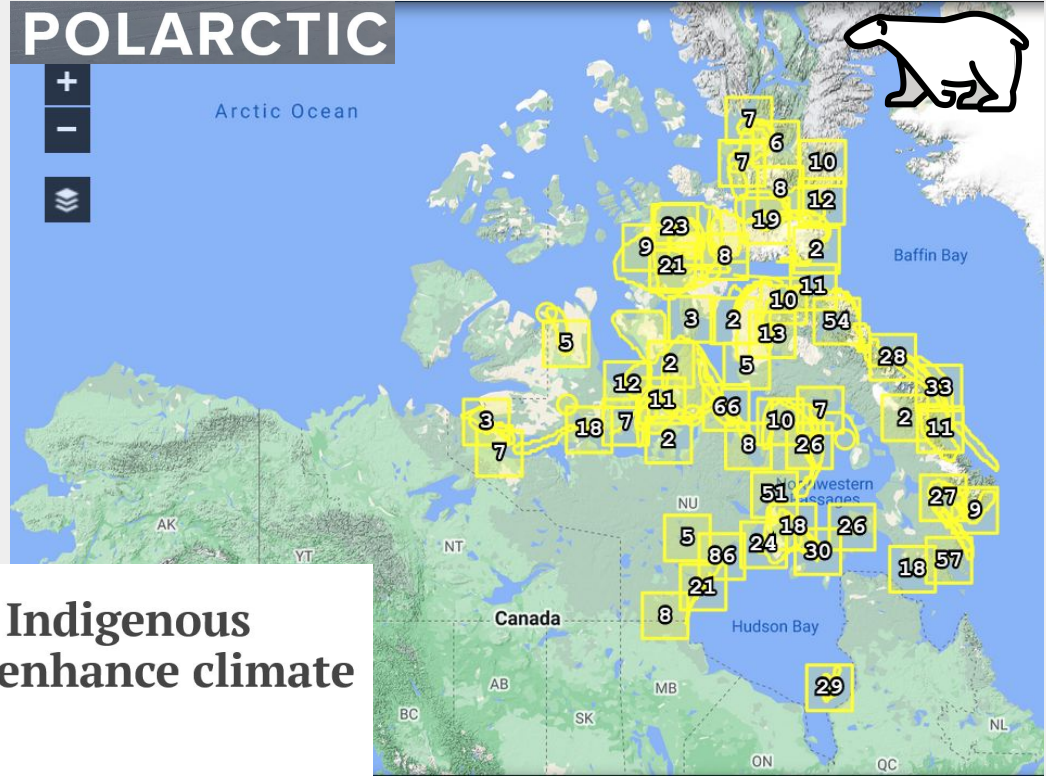 POLARCTIC
+
−
Arctic Ocean
7
6
7
10
8
12
19
23
9
8
2
21
Baffin Bay
11
10
3
2
54
13
5
28
2
5
12
33
11
66
7
3
18
7
10
2
11
2
8
26
7
51
Northwestern
Passages
NU
27
9
AK
18
26
5
24
30
YT
NT
86
18
57
21
Indigenous
8
Canada
Hudson Bay
enhance climate
AB
MB
29
BC
SK
NL
ON
QC